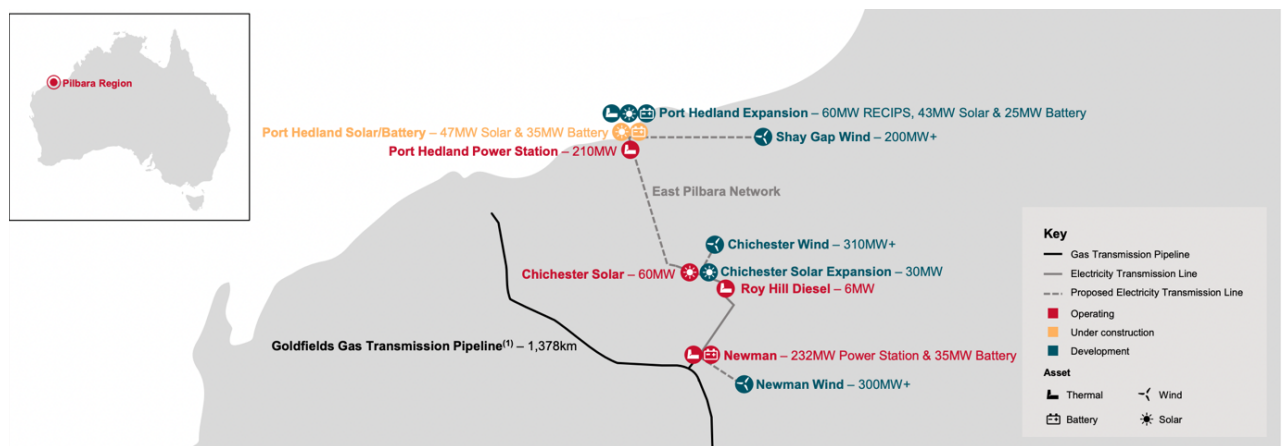 Pilbara Region
Port Hedland Expansion – 60MW RECIPS, 43MW Solar & 25MW Battery
Port Hedland Solar/Battery – 47MW Solar & 35MW Battery
Shay Gap Wind – 200MW+
Port Hedland Power Station – 210MW
East Pilbara Network
Chichester Wind – 310MW+
Chichester Solar – 60MW
Chichester Solar Expansion – 30MW
Roy Hill Diesel – 6MW
Goldfields Gas Transmission Pipeline(1) – 1,378km
Newman – 232MW Power Station & 35MW Battery
Newman Wind – 300MW+
Key
Gas Transmission Pipeline
Electricity Transmission Line
Proposed Electricity Transmission Line
Operating
Under construction
Development
Asset
Thermal
Wind
Battery
Solar